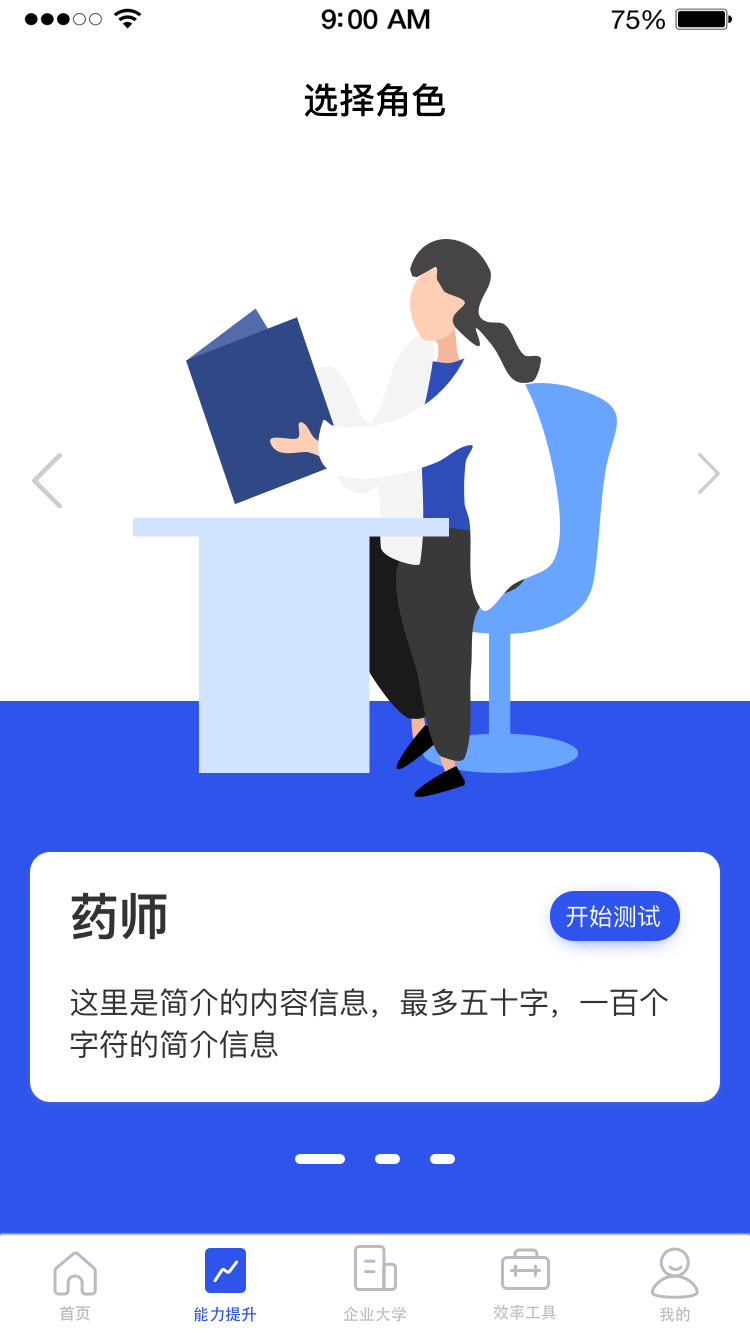 9:00 AM
75%
选择角色
药师
开始测试
这里是简介的内容信息，最多五十字，一百个
字符的简介信息
首页
能力提升
企业大学
效率工具
我的